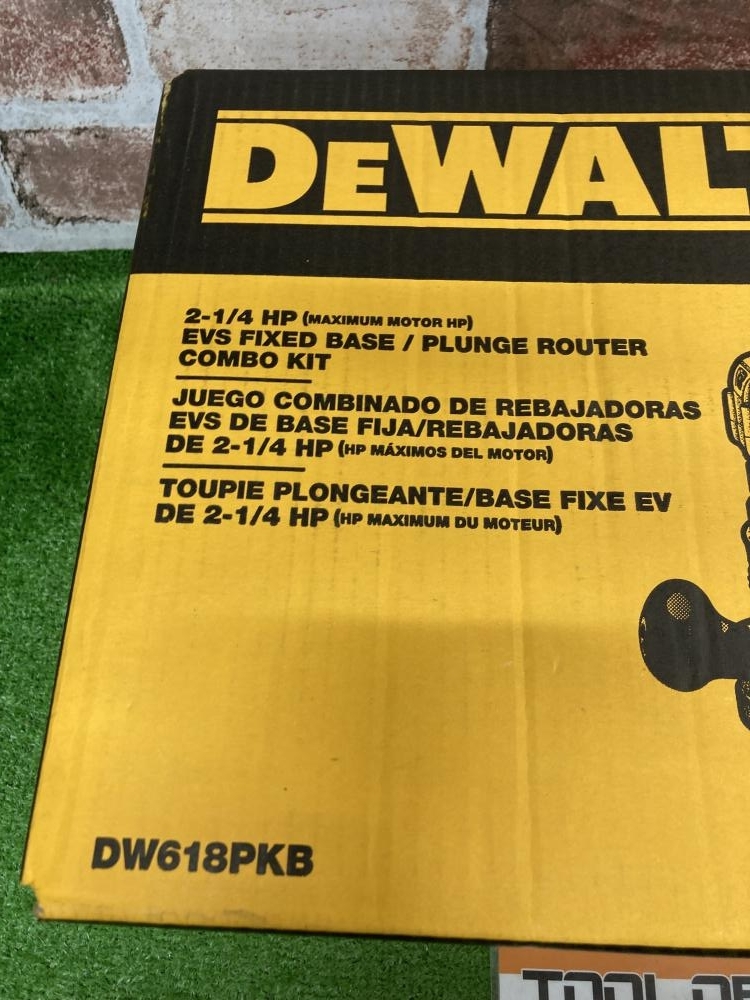 DEWAL
2-1/4 HP (MAXIMUM MOTOR HP)
EVS FIXED BASE / PLUNGE ROUTER
COMBO KIT
JUEGO COMBINADO DE REBAJADORAS
EVS DE BASE FIJA/REBAJADORAS
DE 2-1/4 HP (HP MÁXIMOS DEL MOTOR)
TOUPIE PLONGEANTE/BASE FIXE EV
DE 2-1/4 HP (HP MAXIMUM DU MOTEUR)
DW618PKB
TOOL